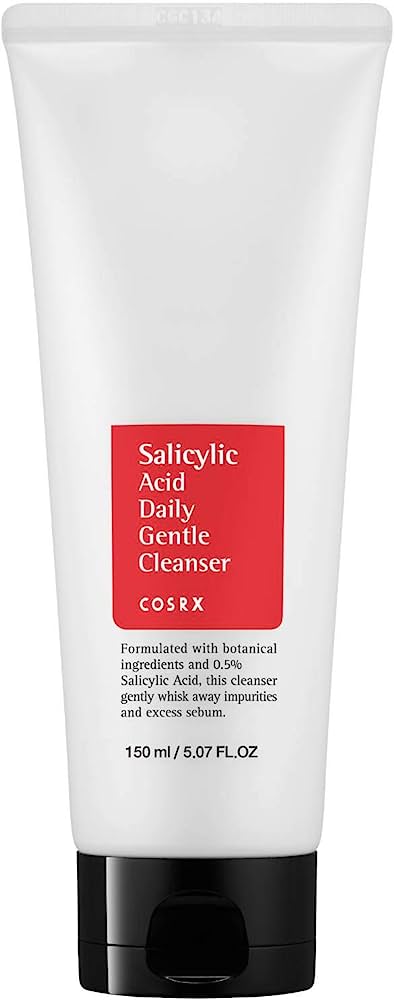 Salicylic
Acid
Daily
Gentle
Cleanser
COSRX
Formulated with botanical
ingredients and 0.5%
Salicylic Acid, this cleanser
gently whisk away impurities
and excess sebum.
150 ml / 5.07 FL.OZ